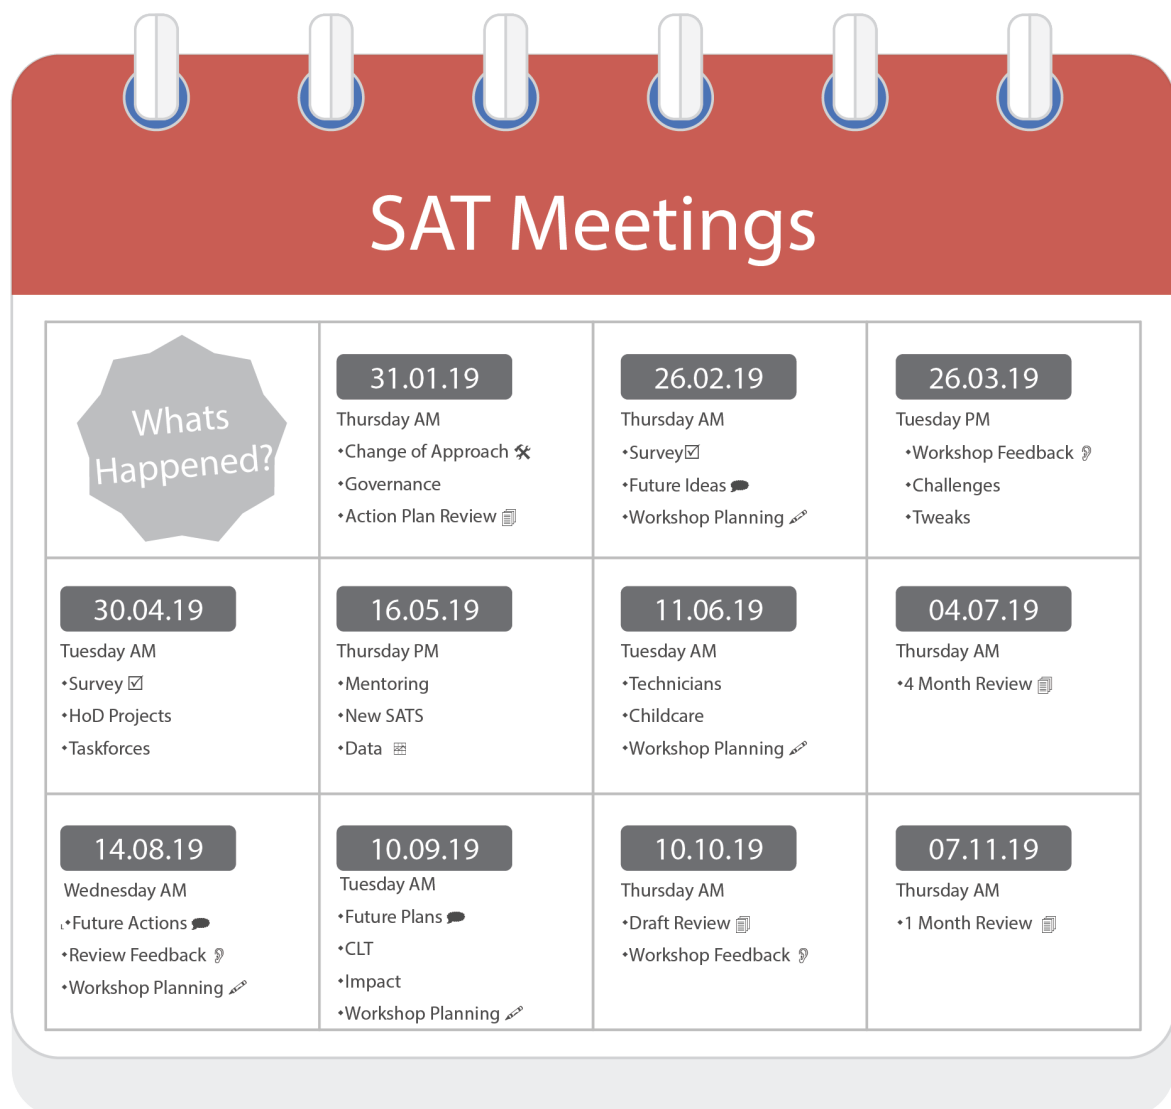 SAT Meetings
Whats
Happened?
31.01.19
Thursday AM
•Change of Approach
•Governance
•Action Plan Review
26.02.19
Thursday AM
•Survey
•Future Ideas
•Workshop Planning
26.03.19
Tuesday PM
•Workshop Feedback
•Challenges
•Tweaks
30.04.19
Tuesday AM
•Survey
•HoD Projects
•Taskforces
16.05.19
Thursday PM
•Mentoring
•New SATS
•Data
11.06.19
Tuesday AM
•Technicians
•Childcare
•Workshop Planning
04.07.19
Thursday AM
•4 Month Review
14.08.19
Wednesday AM
•Future Actions
•Review Feedback
•Workshop Planning
10.09.19
Tuesday AM
•Future Plans
•CLT
•Impact
•Workshop Planning
10.10.19
Thursday AM
•Draft Review
•Workshop Feedback
07.11.19
Thursday AM
•1 Month Review